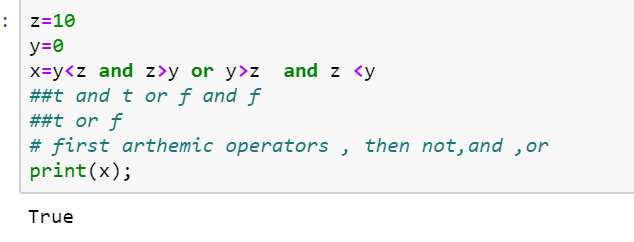 :
z=10
y=0
x=y<z and z>y or y>z  and z <y
##t and t or f and f
##t or f
# first arthemic operators , then not,and ,or
print(x);
True